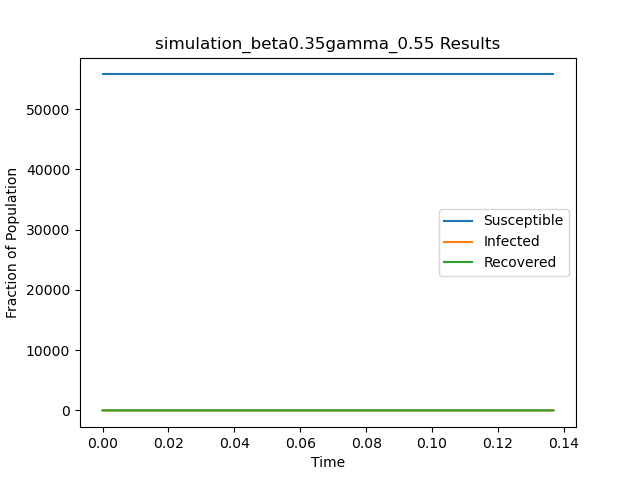 simulation_beta0.35gamma_0.55 Results
Fraction of Population
50000
40000
30000
20000
10000
0
Susceptible
Infected
Recovered
0.00 0.02 0.04 0.06 0.08 0.10 0.12 0.14
Time